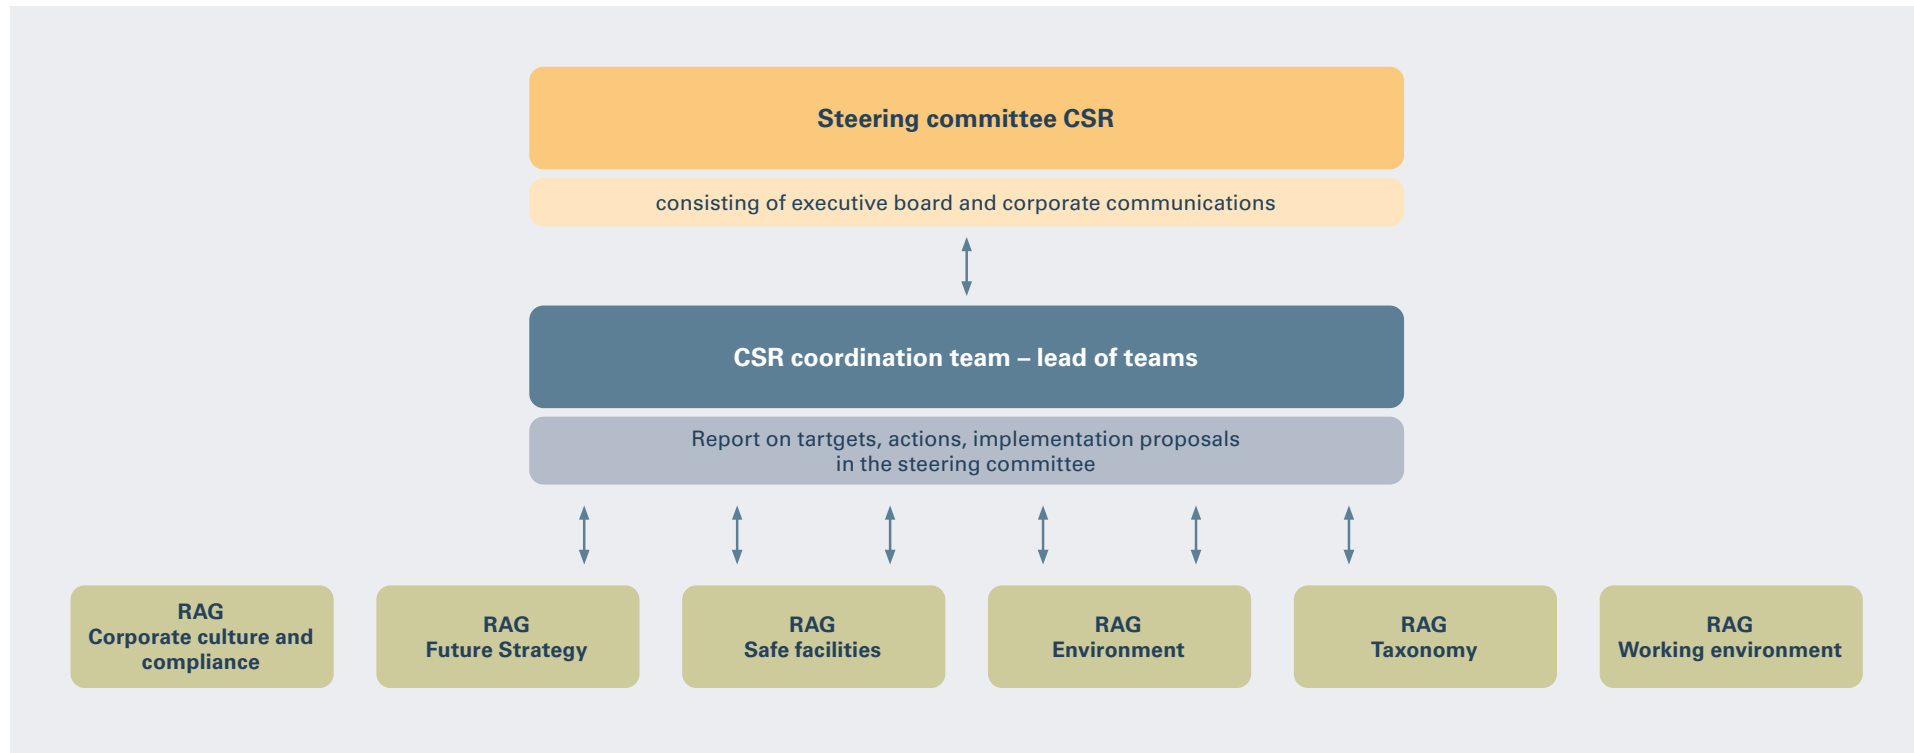 Steering committee CSR
consisting of executive board and corporate communications
CSR coordination team – lead of teams
Report on tartgets, actions, implementation proposals
in the steering committee
RAG
Corporate culture and
compliance
RAG
Future Strategy
RAG
Safe facilities
RAG
Environment
RAG
Taxonomy
RAG
Working environment